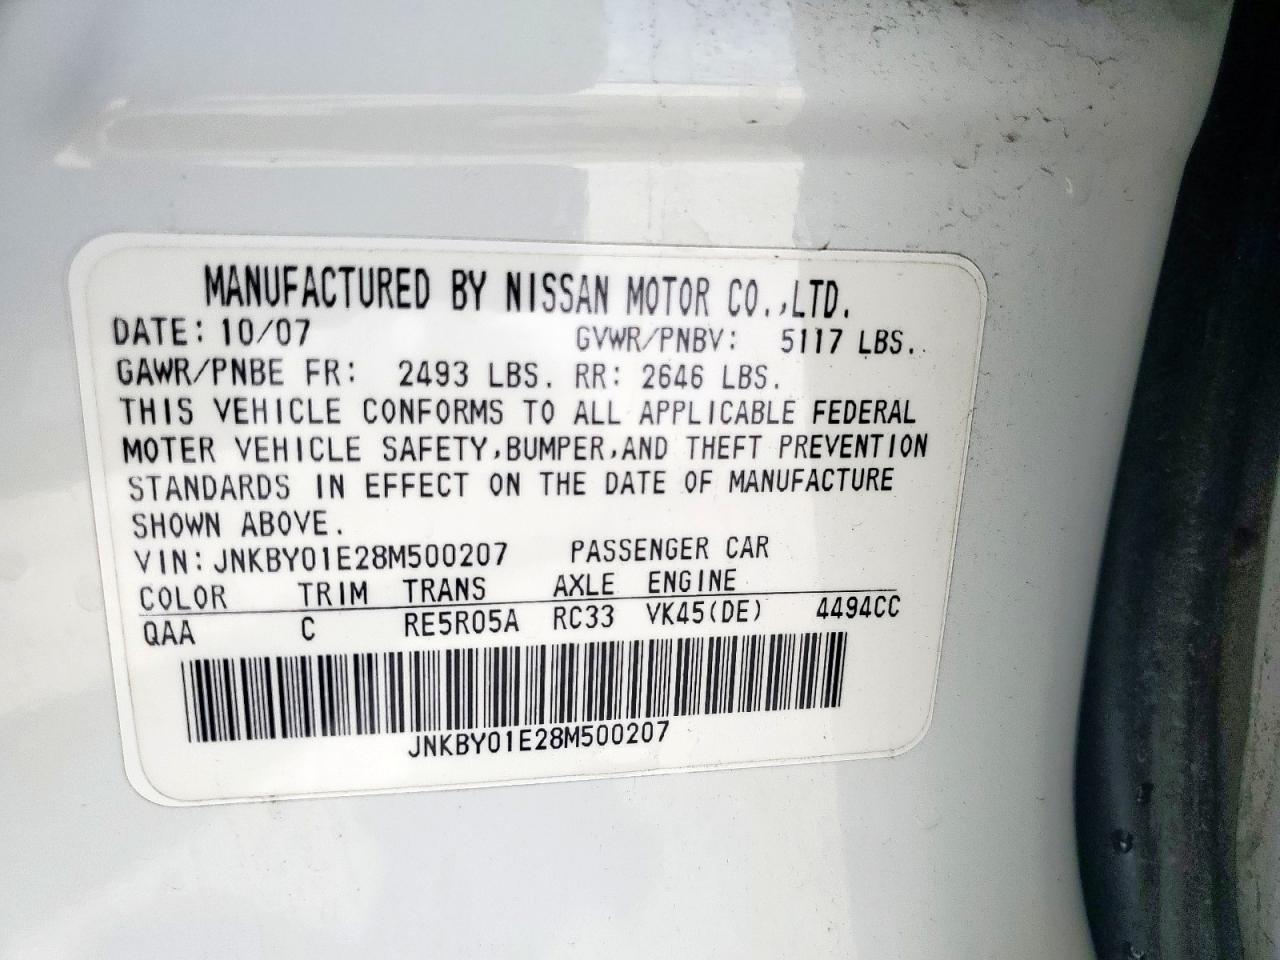 MANUFACTURED BY NISSAN MOTOR CO.,LTD.
DATE: 10/07 GVWR/PNBV: 5117 LBS.
GAWR/PNBE FR: 2493 LBS. RR: 2646 LBS.
THIS VEHICLE CONFORMS TO ALL APPLICABLE FEDERAL
MOTER VEHICLE SAFETY,BUMPER,AND THEFT PREVENTION
STANDARDS IN EFFECT ON THE DATE OF MANUFACTURE
SHOWN ABOVE.
VIN:JNKBY01E28M500207 PASSENGER CAR
COLOR TRIM TRANS AXLE ENGINE
QAA C RE5R05A RC33 VK45(DE) 4494CC
JNKBY01E28M500207